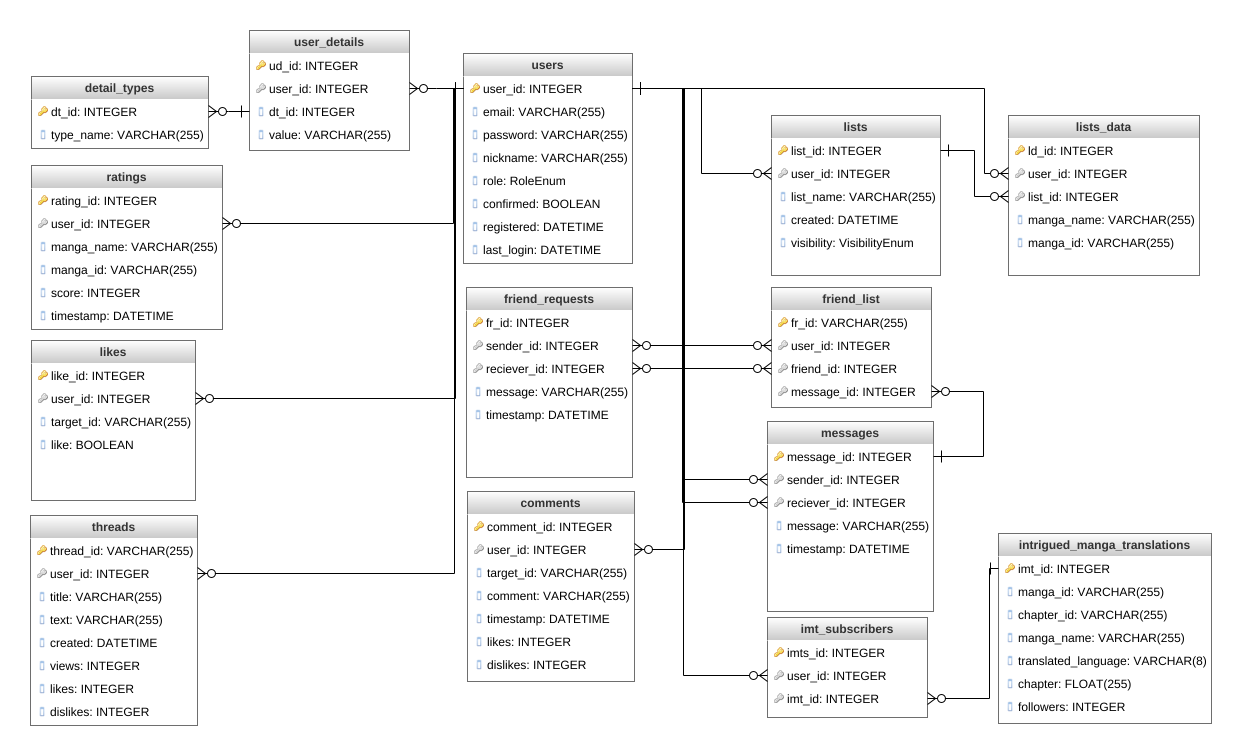 user_details
ud_id: INTEGER
user_id: INTEGER
dt_id: INTEGER
value: VARCHAR(255)
detail_types
dt_id: INTEGER
type_name: VARCHAR(255)
ratings
rating_id: INTEGER
user_id: INTEGER
manga_name: VARCHAR(255)
manga_id: VARCHAR(255)
score: INTEGER
timestamp: DATETIME
likes
like_id: INTEGER
user_id: INTEGER
target_id: VARCHAR(255)
like: BOOLEAN
threads
thread_id: VARCHAR(255)
user_id: INTEGER
title: VARCHAR(255)
text: VARCHAR(255)
created: DATETIME
views: INTEGER
likes: INTEGER
dislikes: INTEGER
users
user_id: INTEGER
email: VARCHAR(255)
password: VARCHAR(255)
nickname: VARCHAR(255)
role: RoleEnum
confirmed: BOOLEAN
registered: DATETIME
last_login: DATETIME
friend_requests
fr_id: INTEGER
sender_id: INTEGER
reciever_id: INTEGER
message: VARCHAR(255)
timestamp: DATETIME
comments
comment_id: INTEGER
user_id: INTEGER
target_id: VARCHAR(255)
comment: VARCHAR(255)
timestamp: DATETIME
likes: INTEGER
dislikes: INTEGER
lists
list_id: INTEGER
user_id: INTEGER
list_name: VARCHAR(255)
created: DATETIME
visibility: VisibilityEnum
lists_data
ld_id: INTEGER
user_id: INTEGER
list_id: INTEGER
manga_name: VARCHAR(255)
manga_id: VARCHAR(255)
friend_list
fr_id: VARCHAR(255)
user_id: INTEGER
friend_id: INTEGER
message_id: INTEGER
messages
message_id: INTEGER
sender_id: INTEGER
reciever_id: INTEGER
message: VARCHAR(255)
timestamp: DATETIME
imt_subscribers
imts_id: INTEGER
user_id: INTEGER
imt_id: INTEGER
intrigued_manga_translations
imt_id: INTEGER
manga_id: VARCHAR(255)
chapter_id: VARCHAR(255)
manga_name: VARCHAR(255)
translated_language: VARCHAR(8)
chapter: FLOAT(255)
followers: INTEGER